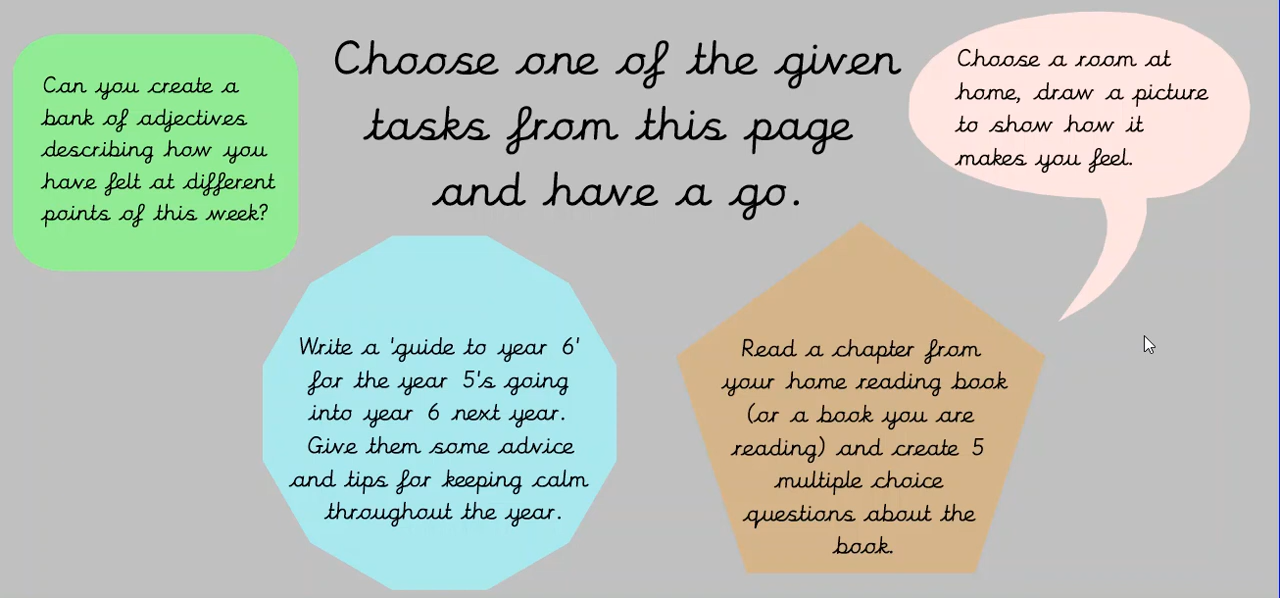 Choose one of the given
tasks from this page
and have a go.
Can you create a
bank of adjectives
describing how you
have felt at different
points of this week?
Choose a room at
home, draw a picture
to show how it
makes you feel.
Write a 'guide to year 6'
for the year 5's going
into year 6 next year.
Give them some advice
and tips for keeping calm
throughout the year.
Read a chapter from
your home reading book
(or a book you are
reading) and create 5
multiple choice
questions about the
book.